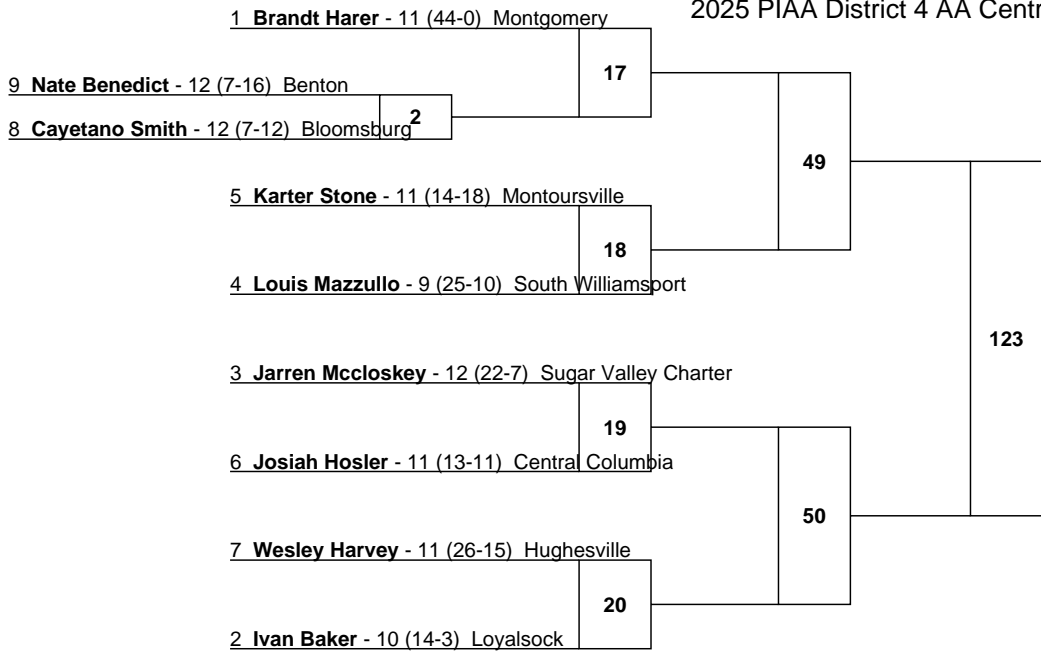 2025 PIAA District 4 AA Centr
1 Brandt Harer - 11 (44-0) Montgomery
17
9 Nate Benedict - 12 (7-16) Benton
2
8 Cayetano Smith - 12 (7-12) Bloomsburg
49
5 Karter Stone - 11 (14-18) Montoursville
18
4 Louis Mazzullo - 9 (25-10) South Williamsport
123
3 Jarren Mccloskey - 12 (22-7) Sugar Valley Charter
19
6 Josiah Hosler - 11 (13-11) Central Columbia
50
7 Wesley Harvey - 11 (26-15) Hughesville
20
2 Ivan Baker - 10 (14-3) Loyalsock